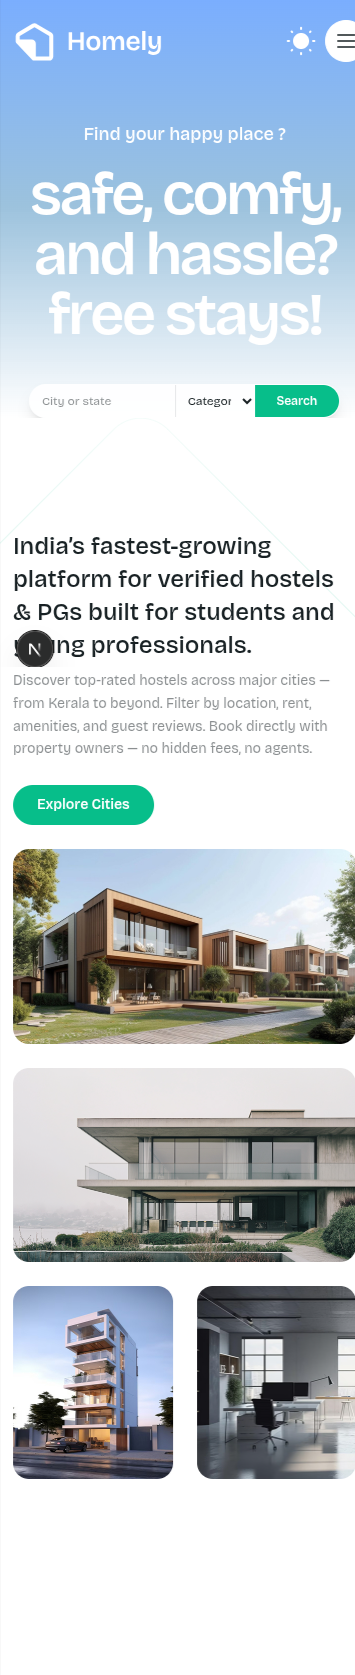 Homely
Find your happy place ?
safe, comfy,
and hassle?
free stays!
City or state
Categor
Search
India’s fastest-growing
platform for verified hostels
& PGs built for students and
young professionals.
N
Discover top-rated hostels across major cities —
from Kerala to beyond. Filter by location, rent,
amenities, and guest reviews. Book directly with
property owners — no hidden fees, no agents.
Explore Cities